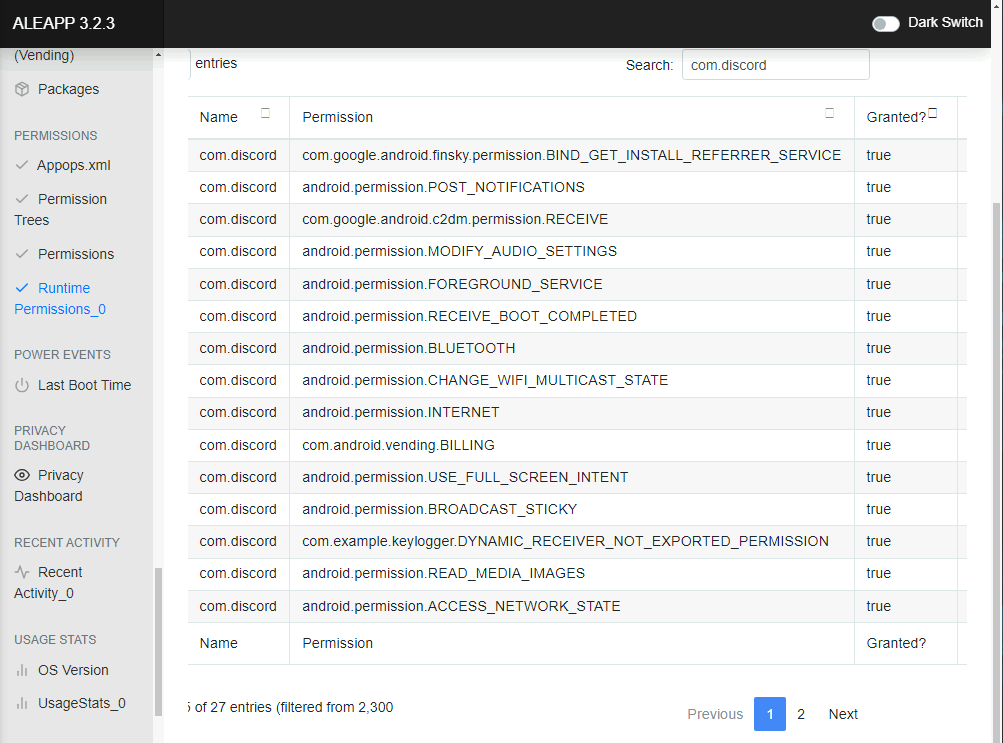 ALEAPP 3.2.3
Dark Switch
(Vending)
Packages
PERMISSIONS
Appops.xml
Permission
Trees
Permissions
Runtime
Permissions_0
POWER EVENTS
Last Boot Time
PRIVACY
DASHBOARD
Privacy
Dashboard
RECENT ACTIVITY
Recent
Activity_0
USAGE STATS
OS Version
UsageStats_0
entries
Search: com.discord
Name Permission Granted?
com.discord com.google.android.finsky.permission.BIND_GET_INSTALL_REFERRER_SERVICE true
com.discord android.permission.POST_NOTIFICATIONS true
com.discord com.google.android.c2dm.permission.RECEIVE true
com.discord android.permission.MODIFY_AUDIO_SETTINGS true
com.discord android.permission.FOREGROUND_SERVICE true
com.discord android.permission.RECEIVE_BOOT_COMPLETED true
com.discord android.permission.BLUETOOTH true
com.discord android.permission.CHANGE_WIFI_MULTICAST_STATE true
com.discord android.permission.INTERNET true
com.discord com.android.vending.BILLING true
com.discord android.permission.USE_FULL_SCREEN_INTENT true
com.discord android.permission.BROADCAST_STICKY true
com.discord com.example.keylogger.DYNAMIC_RECEIVER_NOT_EXPORTED_PERMISSION true
com.discord android.permission.READ_MEDIA_IMAGES true
com.discord android.permission.ACCESS_NETWORK_STATE true
Name Permission Granted?
of 27 entries (filtered from 2,300
Previous 1 2 Next